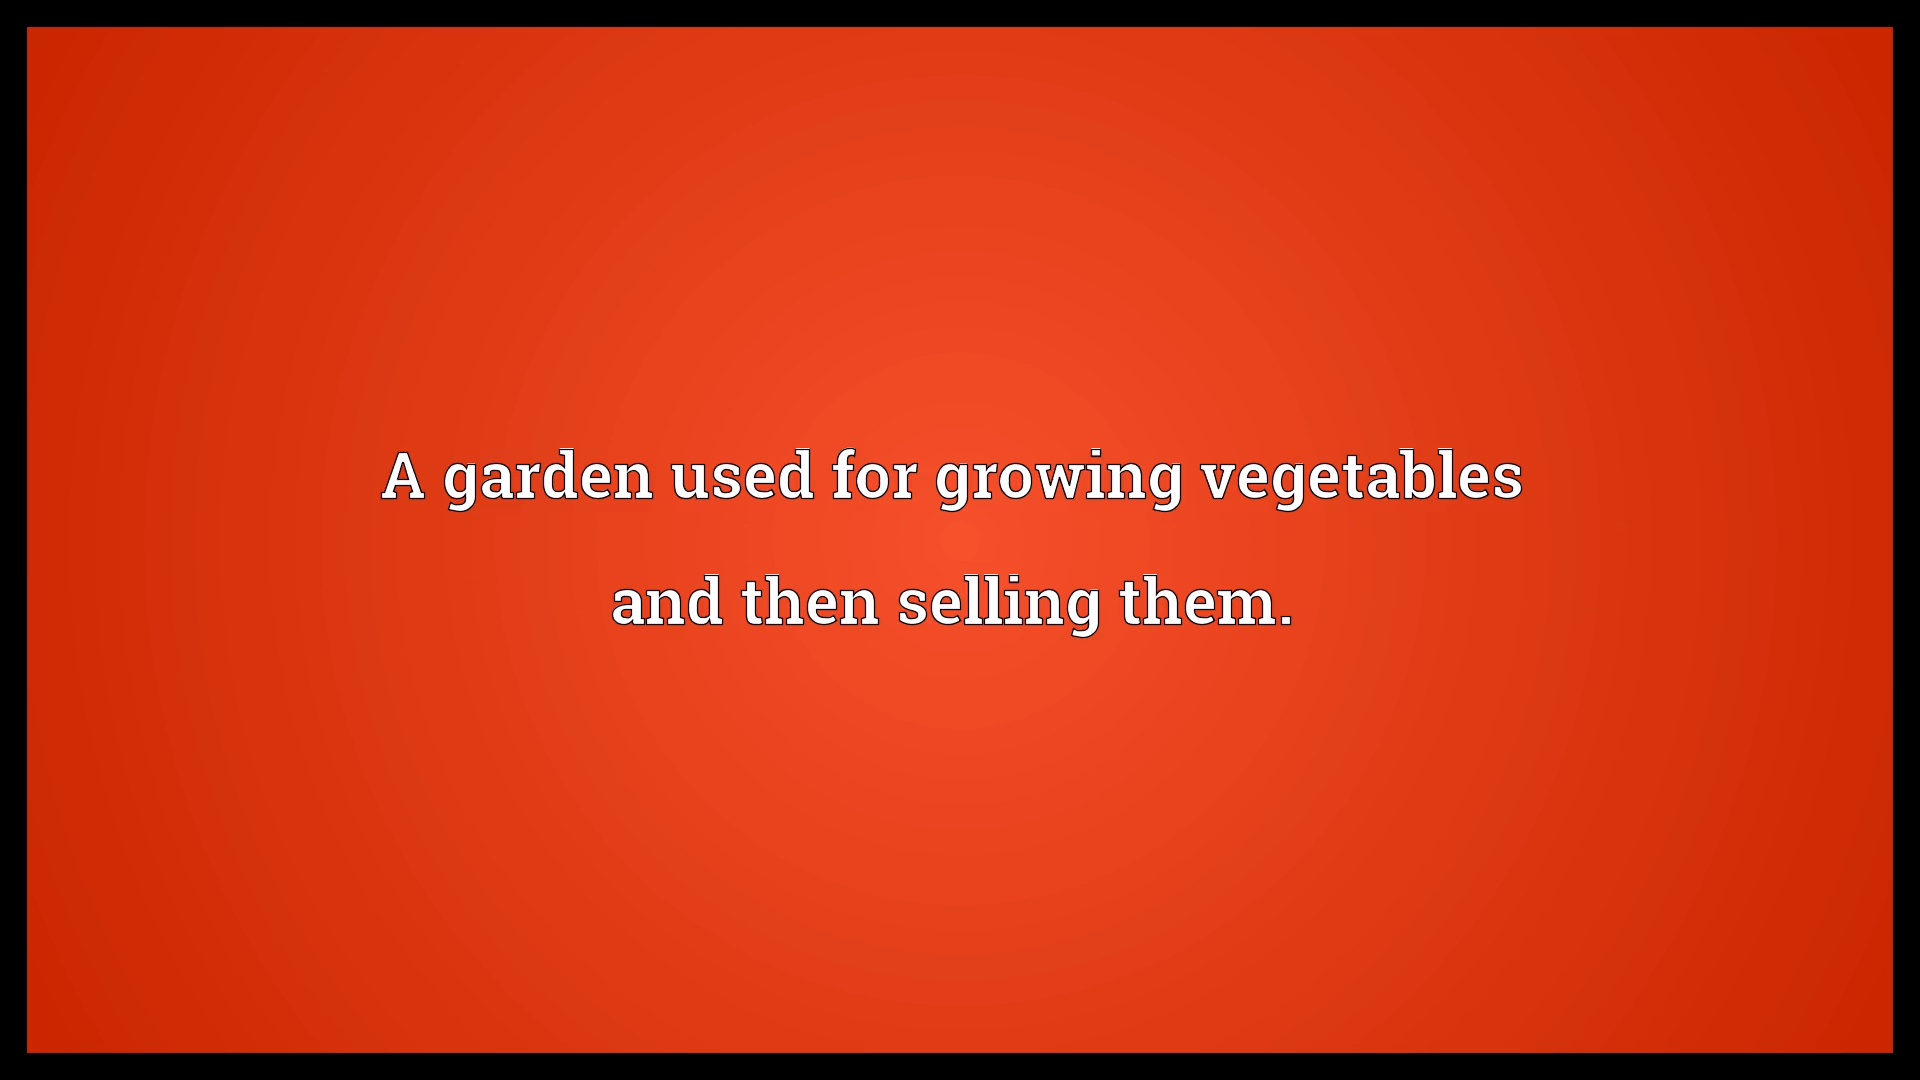 A garden used for growing vegetables
and then selling them.